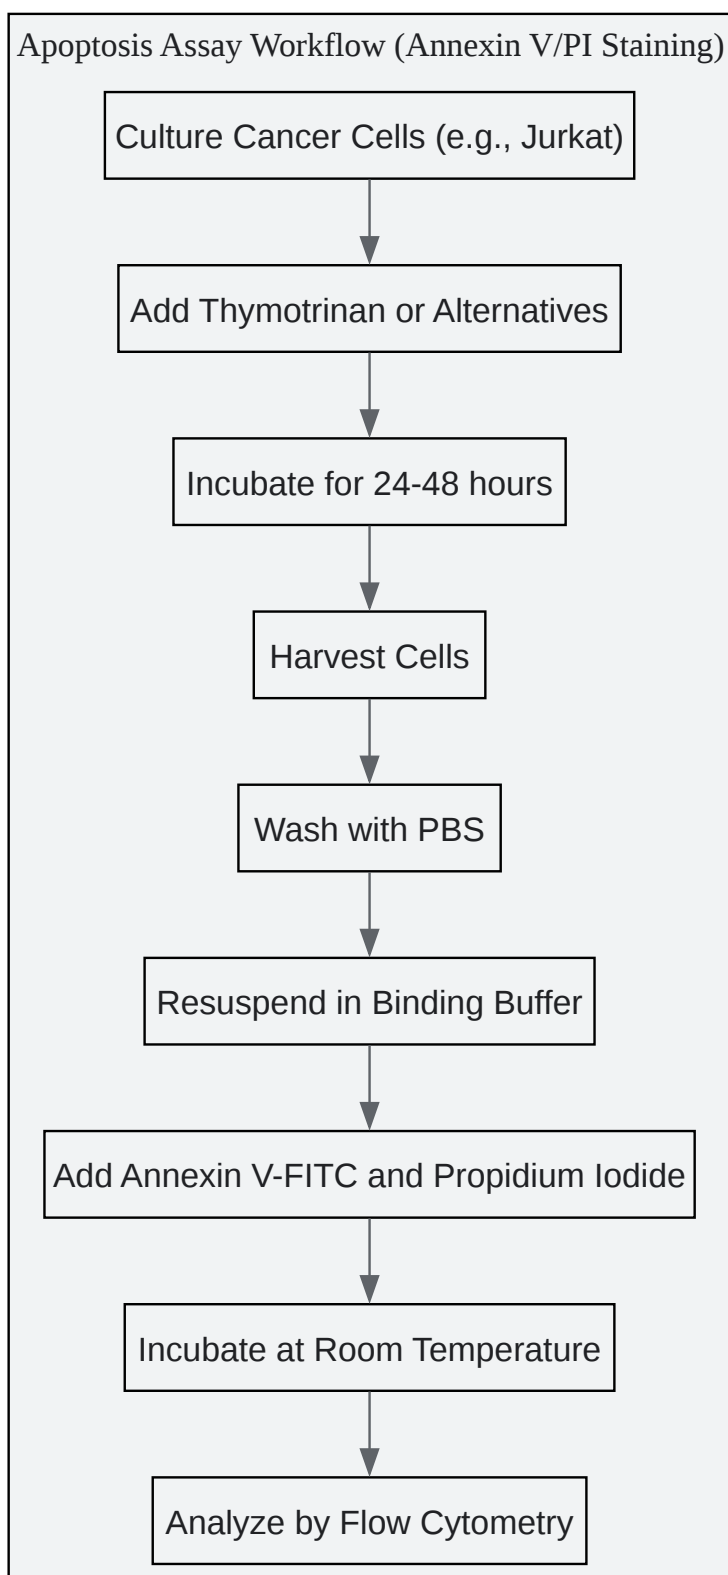 Apoptosis Assay Workflow (Annexin V/PI Staining)
Culture Cancer Cells (e.g., Jurkat)
Add Thymotrinan or Alternatives
Incubate for 24-48 hours
Harvest Cells
Wash with PBS
Resuspend in Binding Buffer
Add Annexin V-FITC and Propidium Iodide
Incubate at Room Temperature
Analyze by Flow Cytometry